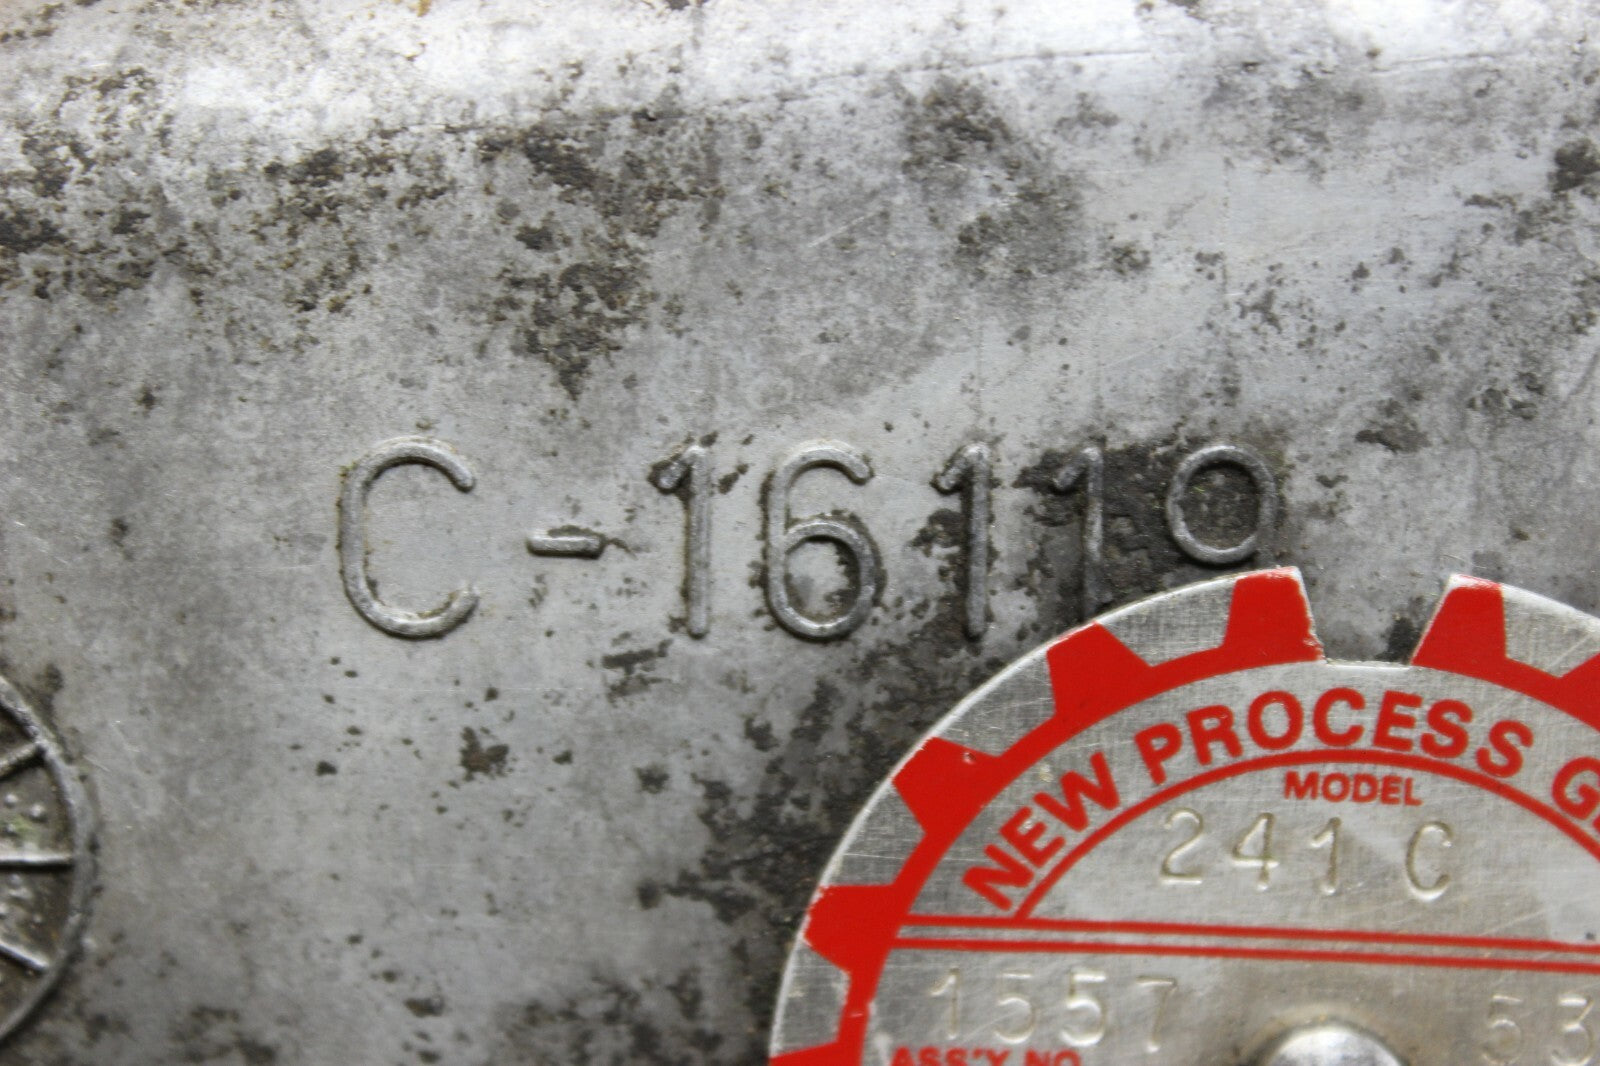 C-16119
NEW PROCESS
MODEL
241 C
1557 53
ASS'Y NO